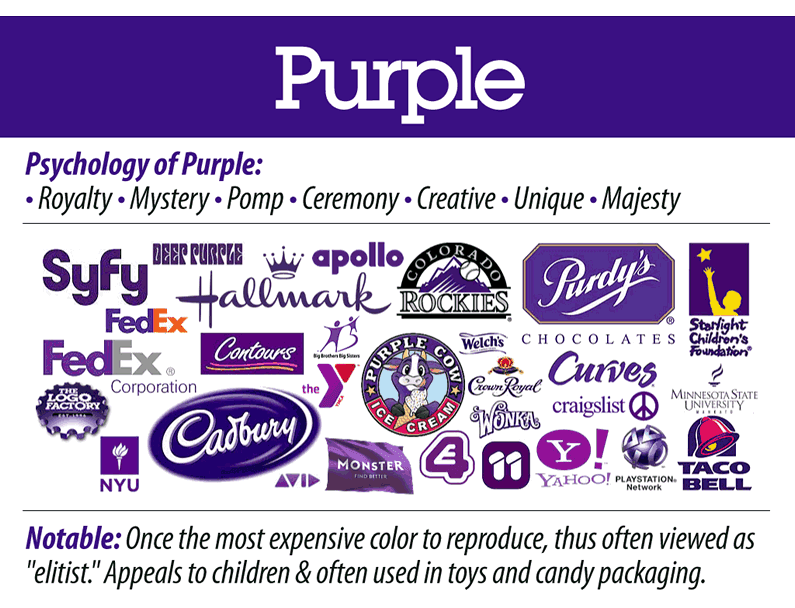 Purple
Psychology of Purple:
• Royalty • Mystery • Pomp • Ceremony • Creative • Unique • Majesty
Syfy
DEEP PURPLE
Hallmark
apollo
COLORADO
ROCKIES
Purdy's
®
CHOCOLATES
Starlight
Children's
Foundation®
FedEx
FedEx®
Corporation
Contours
Big Brothers Big Sisters
the
Y
YMCA
PURPLE COW
ICE CREAM
Welch's
Crown Royal
WONKA
Curves
craigslist
MINNESOTA STATE
UNIVERSITY
MANKATO
THE
LOGO
FACTORY
EST. 1996
Cadbury
NYU
AVID
MONSTER
FIND BETTER
4
11
Y!
YAHOO!
PLAYSTATION®
Network
TACO
BELL
Notable: Once the most expensive color to reproduce, thus often viewed as
"elitist." Appeals to children & often used in toys and candy packaging.